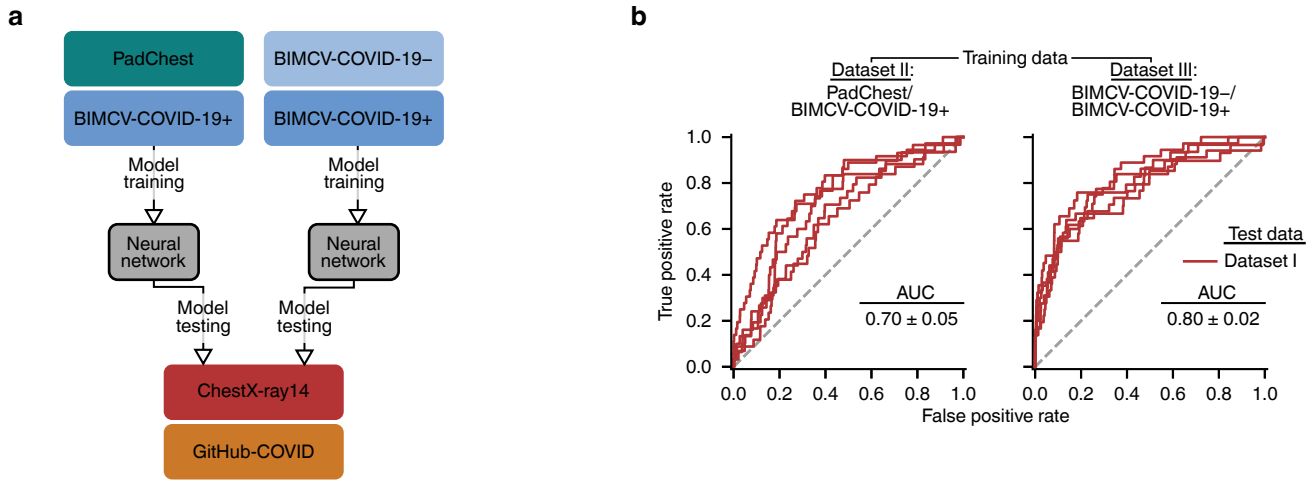 a
PadChest
BIMCV-COVID-19–
BIMCV-COVID-19+
BIMCV-COVID-19+
Model
training
Model
training
Neural
network
Neural
network
Model
testing
Model
testing
ChestX-ray14
GitHub-COVID
b
Training data
Dataset II:
PadChest/
BIMCV-COVID-19+
Dataset III:
BIMCV-COVID-19–/
BIMCV-COVID-19+
True positive rate
1.0
0.8
0.6
0.4
0.2
0.0
AUC
0.70 ± 0.05
0.0 0.2 0.4 0.6 0.8 1.0
Test data
Dataset I
AUC
0.80 ± 0.02
0.0 0.2 0.4 0.6 0.8 1.0
False positive rate